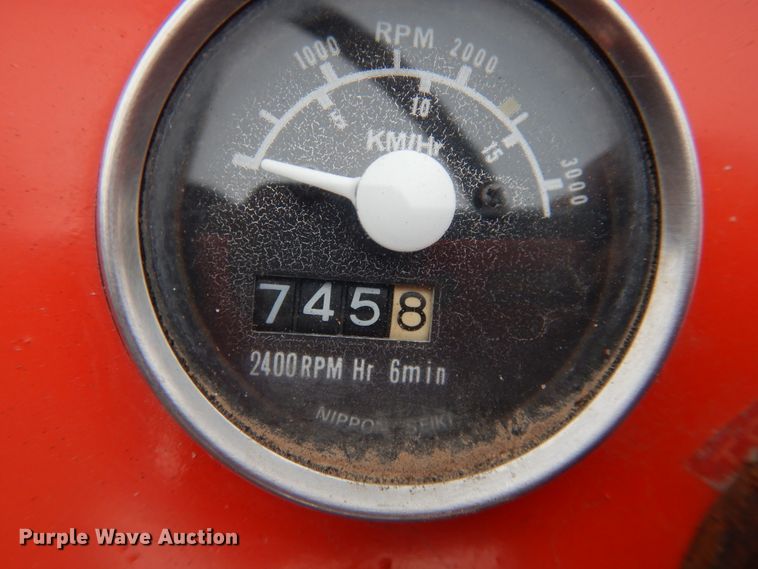 RPM
1000
2000
3000
5
10
15
KM/Hr
7458
2400RPM Hr 6min
NIPPON SEIKI
Purple Wave Auction